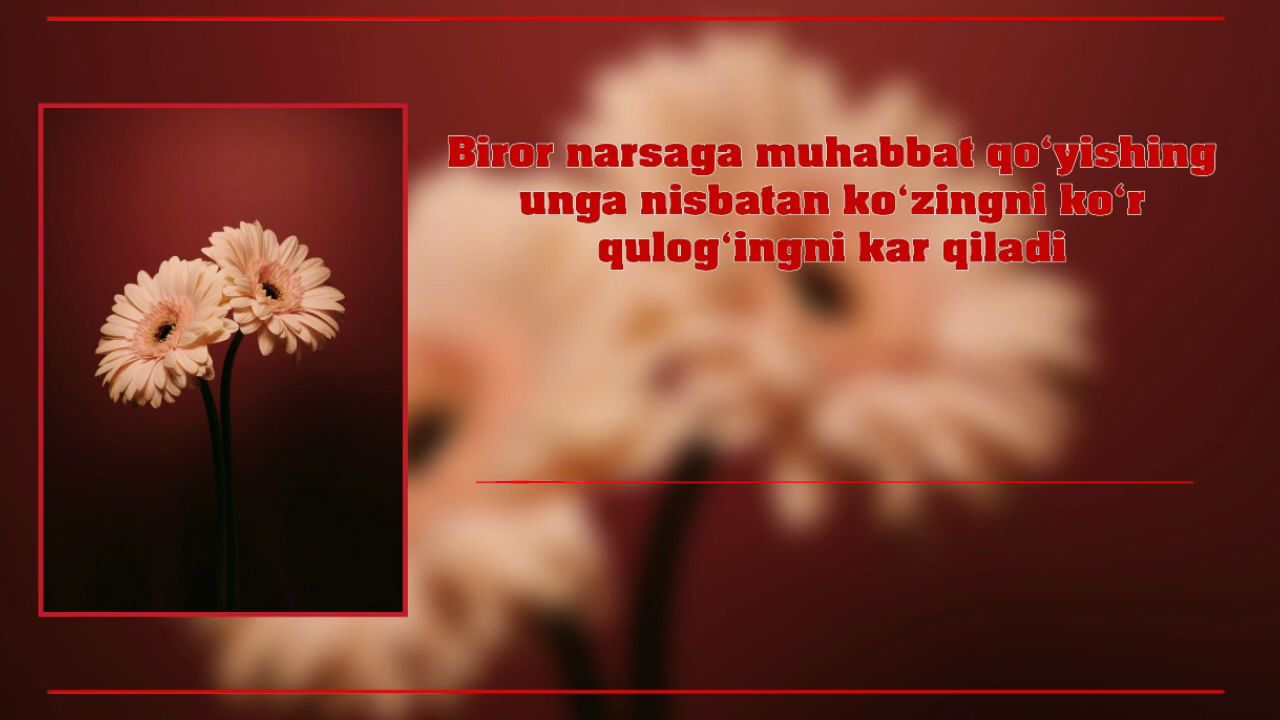 Biror narsaga muhabbat qo‘yishing
unga nisbatan ko‘zingni ko‘r
qulog‘ingni kar qiladi